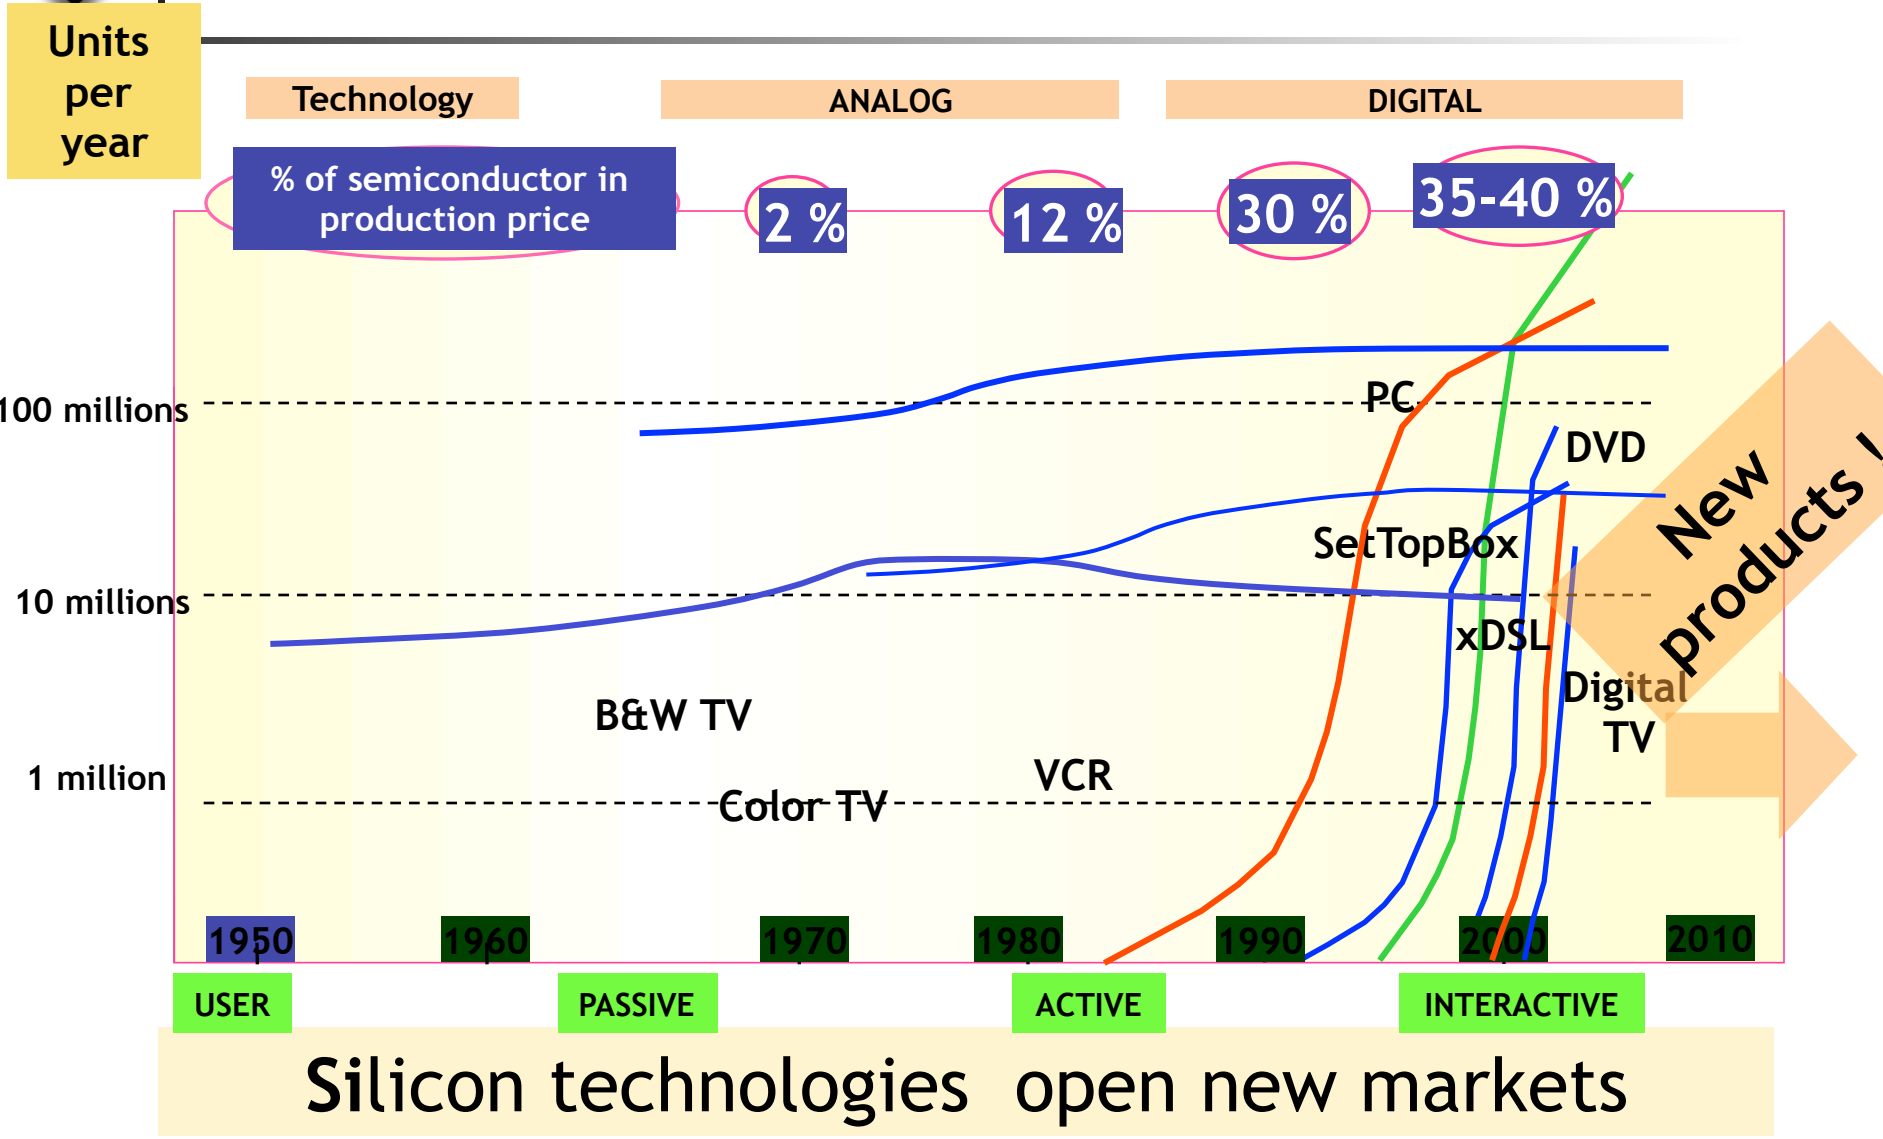 Units
per
year
Technology
ANALOG
DIGITAL
% of semiconductor in
production price
2 %
12 %
30 %
35-40 %
100 millions
PC
DVD
New
products !
SetTopBox
10 millions
xDSL
Digital
TV
B&W TV
VCR
1 million
Color TV
1950
1960
1970
1980
1990
2000
2010
USER
PASSIVE
ACTIVE
INTERACTIVE
Silicon technologies open new markets